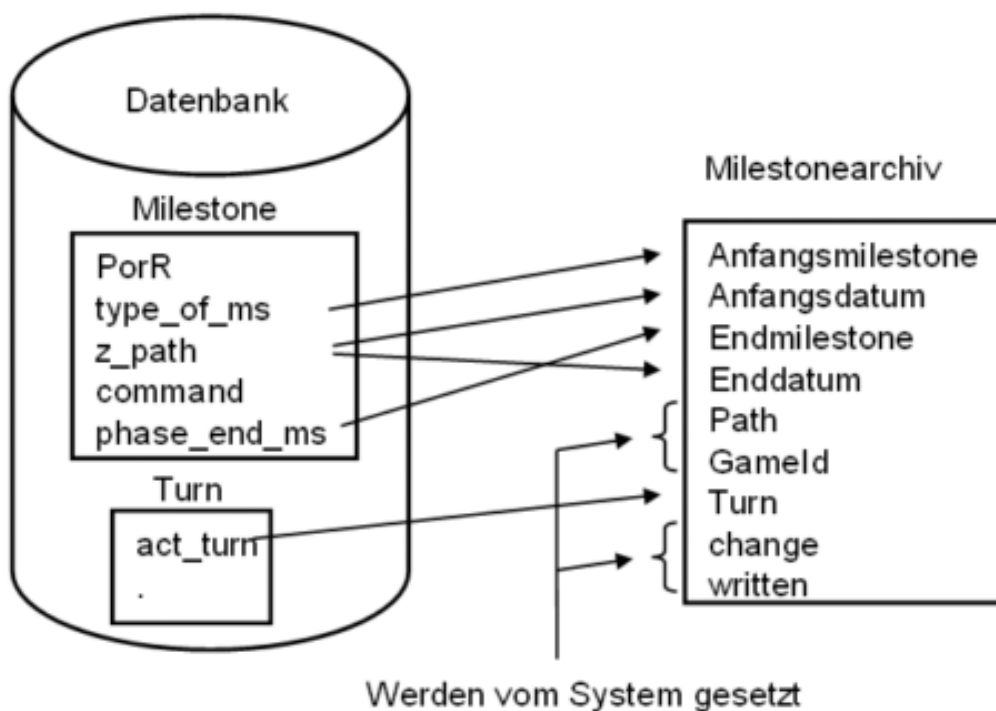 Datenbank
Milestone
PorR
type_of_ms
z_path
command
phase_end_ms
Turn
act_turn
.
Milestonearchiv
Anfangsmilestone
Anfangsdatum
Endmilestone
Enddatum
Path
GameId
Turn
change
written
Werden vom System gesetzt